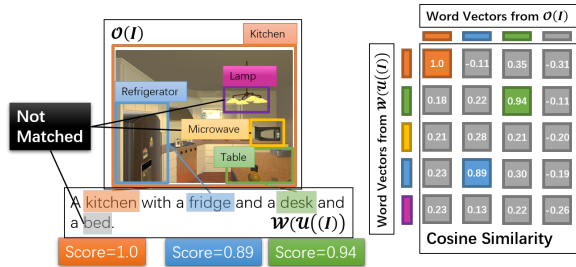 O(I)
Kitchen
Lamp
Refrigerator
Microwave
Table
Not
Matched
A kitchen with a fridge and a desk and
a bed.
W(U((I)
Score=1.0
Score=0.89
Score=0.94
Word Vectors from O(I)
Word Vectors from W(U((I)
1.0 -0.11 0.35 -0.31
0.18 0.22 0.94 -0.11
0.21 0.28 0.21 -0.20
0.23 0.89 0.30 -0.19
0.23 0.13 0.22 -0.26
Cosine Similarity